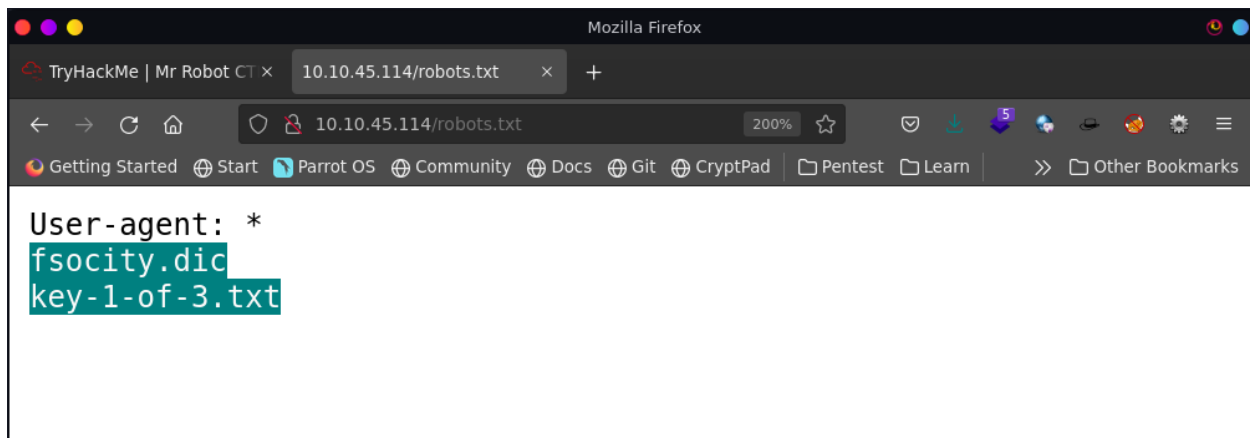 Mozilla Firefox
TryHackMe | Mr Robot CT
10.10.45.114/robots.txt
10.10.45.114/robots.txt
200%
5
Getting Started
Start
Parrot OS
Community
Docs
Git
CryptPad
Pentest
Learn
Other Bookmarks
User-agent: *
fsocity.dic
key-1-of-3.txt